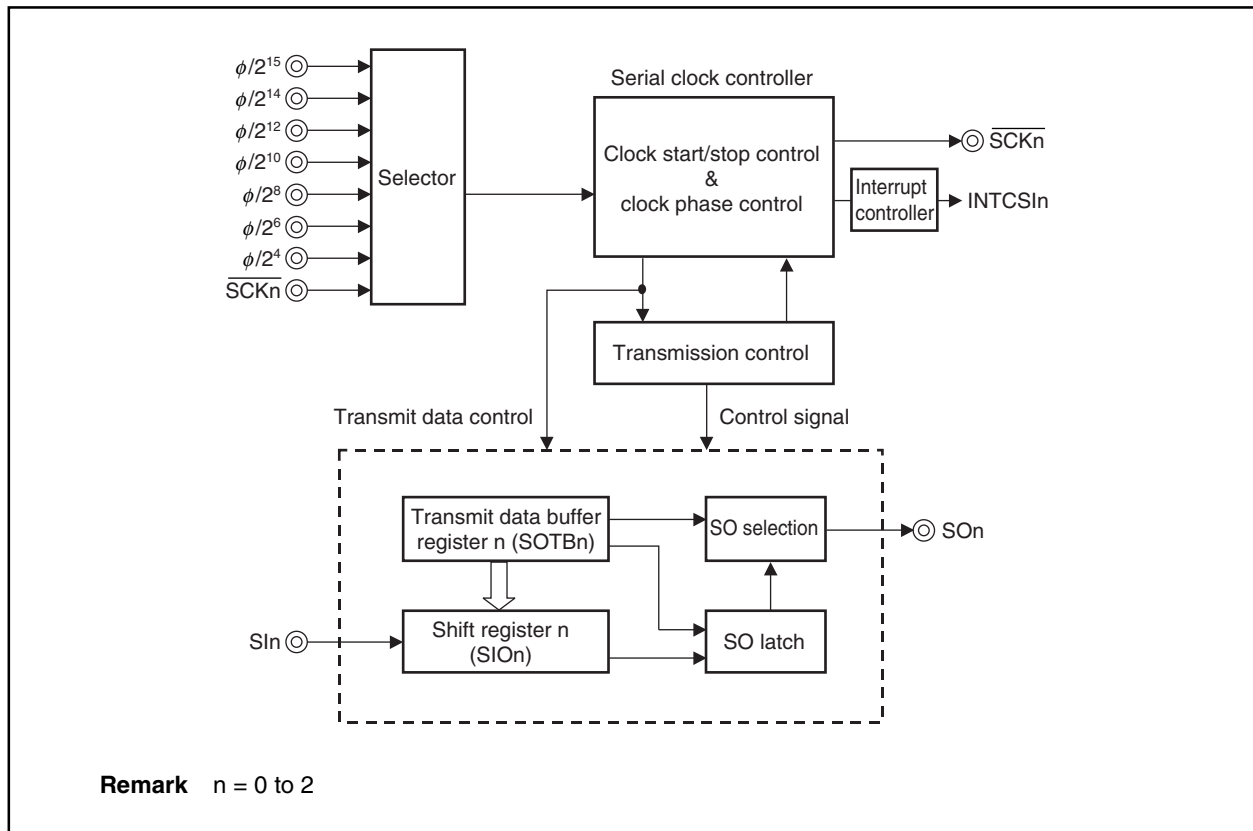 φ/2¹⁵
φ/2¹⁴
φ/2¹²
φ/2¹⁰
φ/2⁸
φ/2⁶
φ/2⁴
S̅C̅K̅n̅
Selector
Serial clock controller
Clock start/stop control
&
clock phase control
S̅C̅K̅n̅
Interrupt
controller
INTCSIn
Transmission control
Transmit data control
Control signal
Transmit data buffer
register n (SOTBn)
SO selection
SOn
SIn
Shift register n
(SIOn)
SO latch
Remark n = 0 to 2